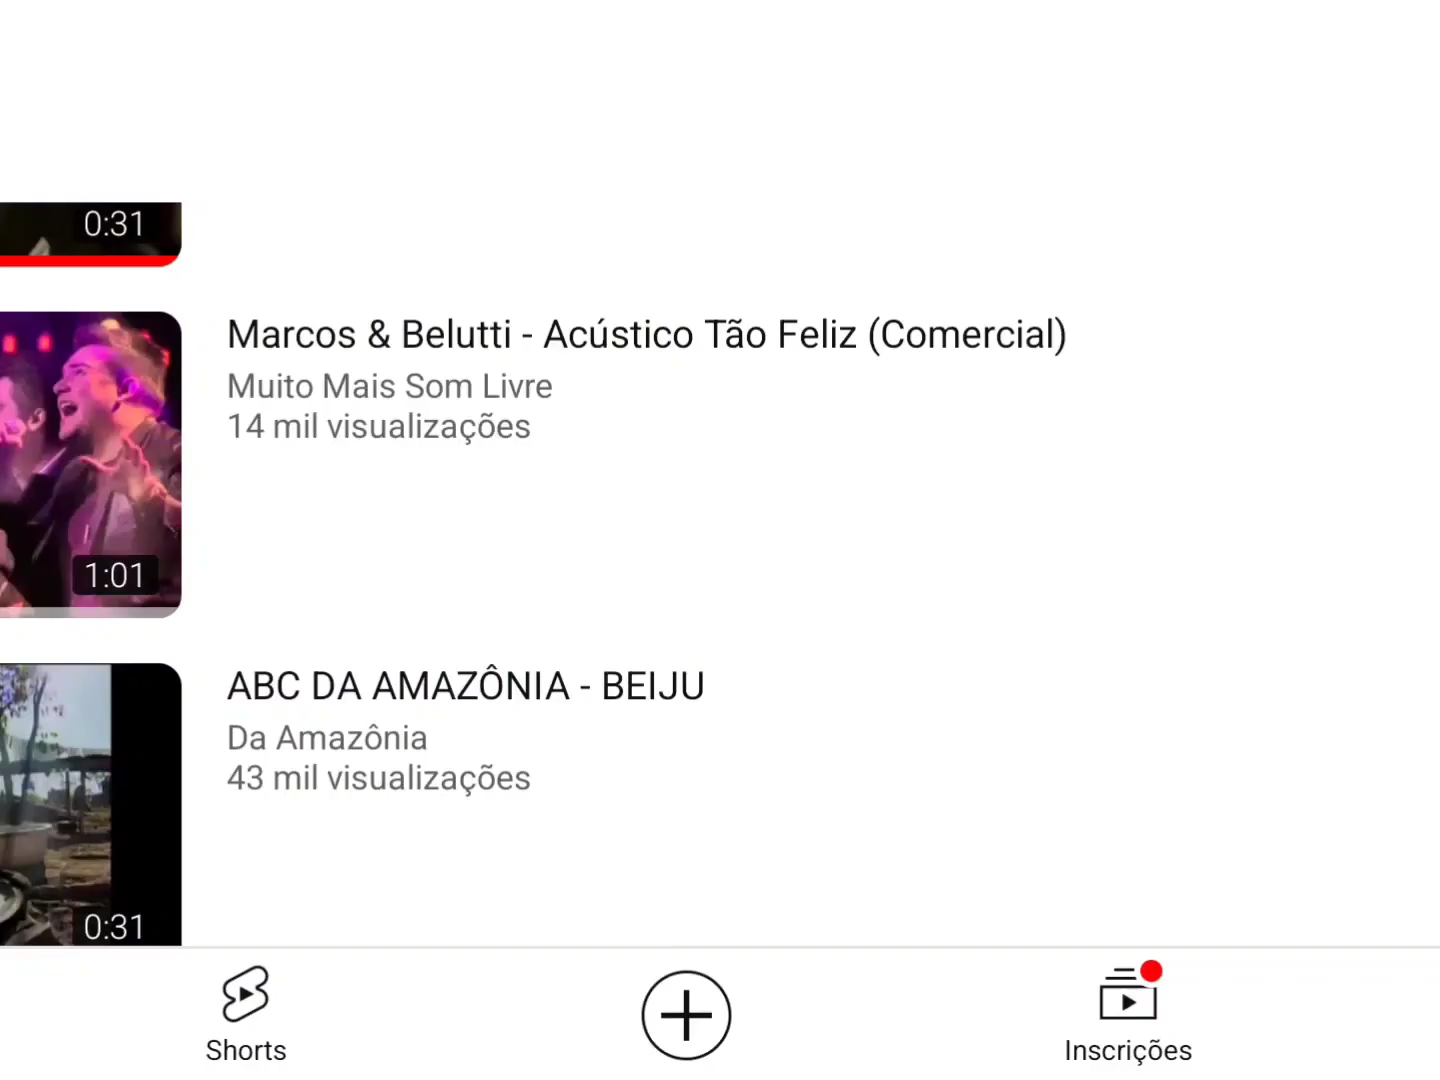 0:31
Marcos & Belutti - Acústico Tão Feliz (Comercial)
Muito Mais Som Livre
14 mil visualizações
1:01
ABC DA AMAZÔNIA - BEIJU
Da Amazônia
43 mil visualizações
0:31
Shorts
Inscrições